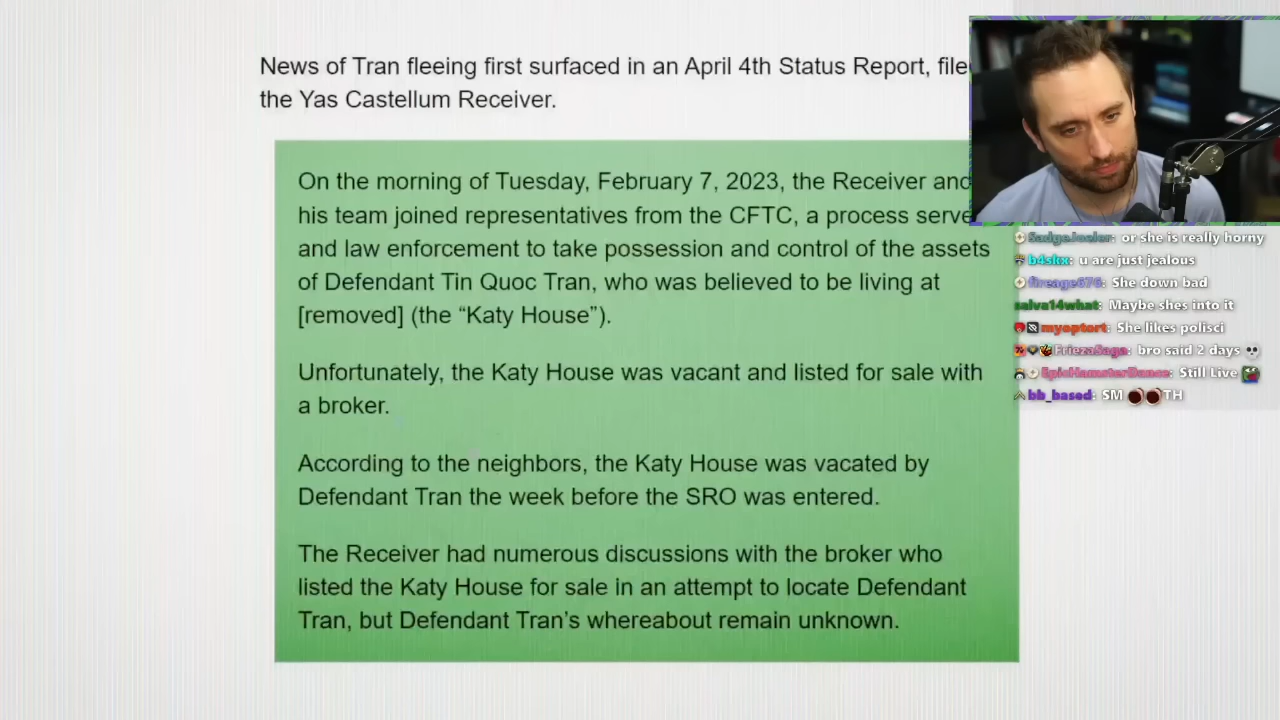 News of Tran fleeing first surfaced in an April 4th Status Report,
the Yas Castellum Receiver.
On the morning of Tuesday, February 7, 2023, the Receiver and
his team joined representatives from the CFTC, a process
and law enforcement to take possession and control of the assets
of Defendant Tin Quoc Tran, who was believed to be living at
[removed] (the “Katy House”).
Unfortunately, the Katy House was vacant and listed for sale with
a broker.
According to the neighbors, the Katy House was vacated by
Defendant Tran the week before the SRO was entered.
The Receiver had numerous discussions with the broker who
listed the Katy House for sale in an attempt to locate Defendant
Tran, but Defendant Tran’s whereabout remain unknown.
or she is really horny
b4skx: u are just jealous
fireage676: She down bad
salva14what: Maybe shes into it
myoptort: She likes polisci
FriezaSaga: bro said 2 days
EpicHamsterDance: Still Live
bb_based: SM TH